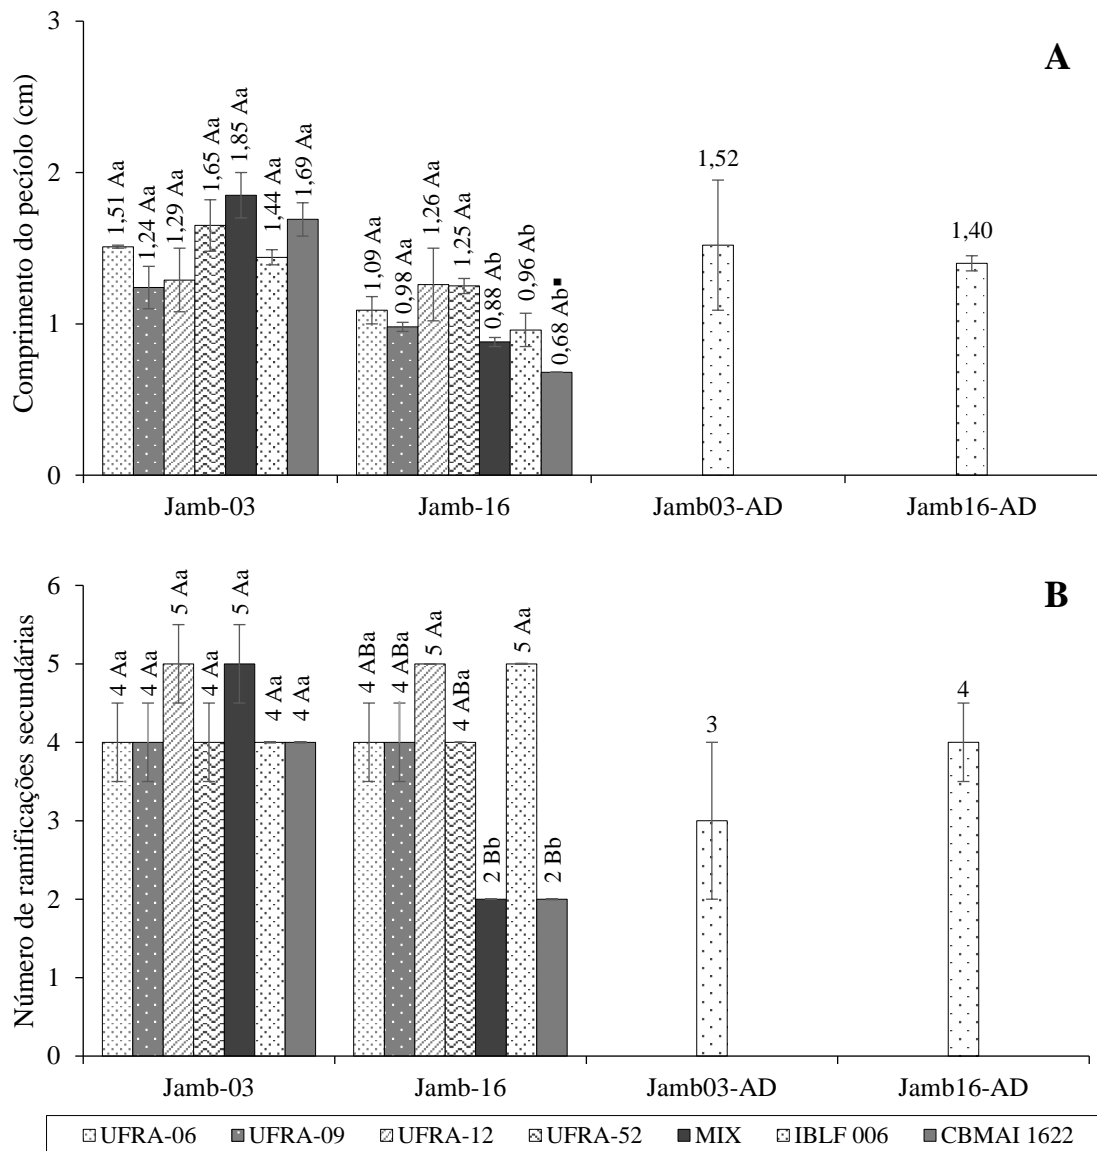 A
Comprimento do pecíolo (cm)
3
2
1
0
1,51 Aa
1,24 Aa
1,29 Aa
1,65 Aa
1,85 Aa
1,44 Aa
1,69 Aa
1,09 Aa
0,98 Aa
1,26 Aa
1,25 Aa
0,88 Ab
0,96 Ab
0,68 Ab■
1,52
1,40
Jamb-03 Jamb-16 Jamb03-AD Jamb16-AD
B
Número de ramificações secundárias
6
5
4
3
2
1
0
4 Aa
4 Aa
5 Aa
4 Aa
5 Aa
4 Aa
4 Aa
4 ABa
4 ABa
5 Aa
4 ABa
2 Bb
5 Aa
2 Bb
3
4
Jamb-03 Jamb-16 Jamb03-AD Jamb16-AD
UFRA-06 UFRA-09 UFRA-12 UFRA-52 MIX IBLF 006 CBMAI 1622